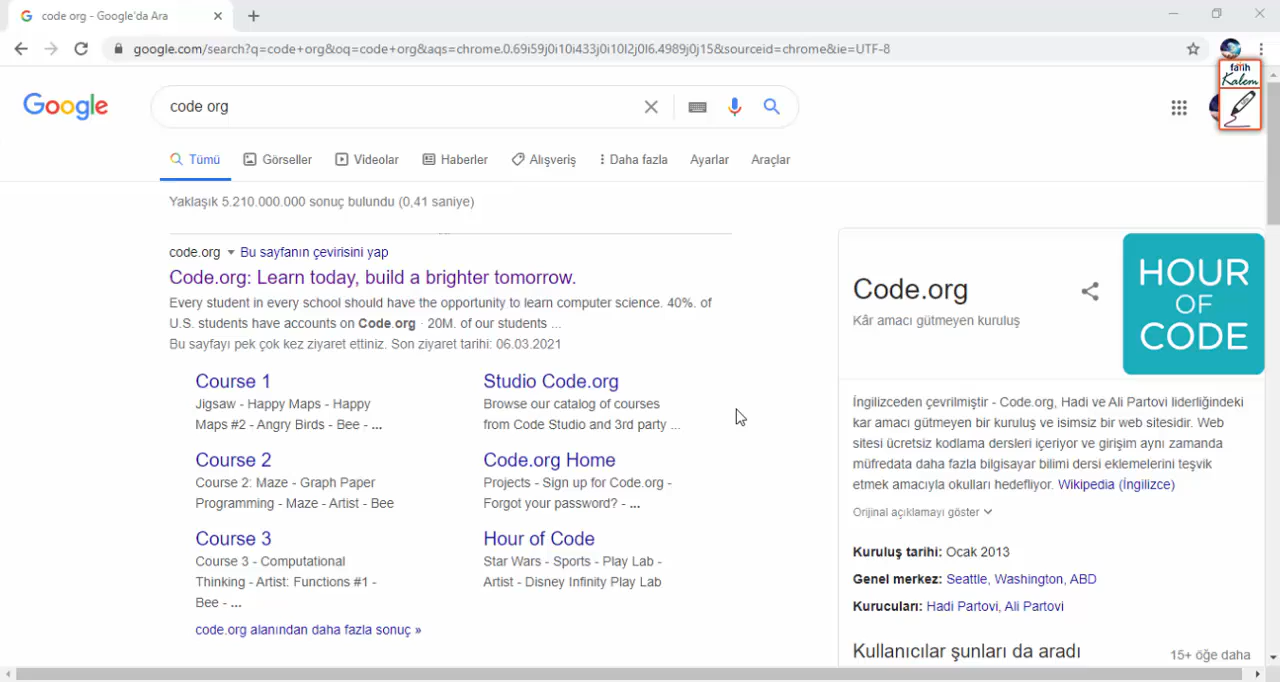 code org - Google'da Ara
google.com/search?q=code+org&oq=code+org&aqs=chrome.0.69i59j0i10i433j0i10l2j0l6.4989j0j15&sourceid=chrome&ie=UTF-8
fatih
Kalem
Google
code org
Tümü Görseller Videolar Haberler Alışveriş Daha fazla Ayarlar Araçlar
Yaklaşık 5.210.000.000 sonuç bulundu (0,41 saniye)
code.org Bu sayfanın çevirisini yap
Code.org: Learn today, build a brighter tomorrow.
Every student in every school should have the opportunity to learn computer science. 40%. of
U.S. students have accounts on Code.org · 20M. of our students ...
Bu sayfayı pek çok kez ziyaret ettiniz. Son ziyaret tarihi: 06.03.2021
Course 1
Jigsaw - Happy Maps - Happy
Maps #2 - Angry Birds - Bee - ...
Course 2
Course 2: Maze - Graph Paper
Programming - Maze - Artist - Bee
Course 3
Course 3 - Computational
Thinking - Artist: Functions #1 -
Bee - ...
Studio Code.org
Browse our catalog of courses
from Code Studio and 3rd party ...
Code.org Home
Projects - Sign up for Code.org -
Forgot your password? - ...
Hour of Code
Star Wars - Sports - Play Lab -
Artist - Disney Infinity Play Lab
code.org alanından daha fazla sonuç »
Code.org
Kâr amacı gütmeyen kuruluş
HOUR
OF
CODE
İngilizceden çevrilmiştir - Code.org, Hadi ve Ali Partovi liderliğindeki
kar amacı gütmeyen bir kuruluş ve isimsiz bir web sitesidir. Web
sitesi ücretsiz kodlama dersleri içeriyor ve girişim aynı zamanda
müfredata daha fazla bilgisayar bilimi dersi eklemelerini teşvik
etmek amacıyla okulları hedefliyor. Wikipedia (İngilizce)
Orijinal açıklamayı göster
Kuruluş tarihi: Ocak 2013
Genel merkez: Seattle, Washington, ABD
Kurucuları: Hadi Partovi, Ali Partovi
Kullanıcılar şunları da aradı 15+ öğe daha